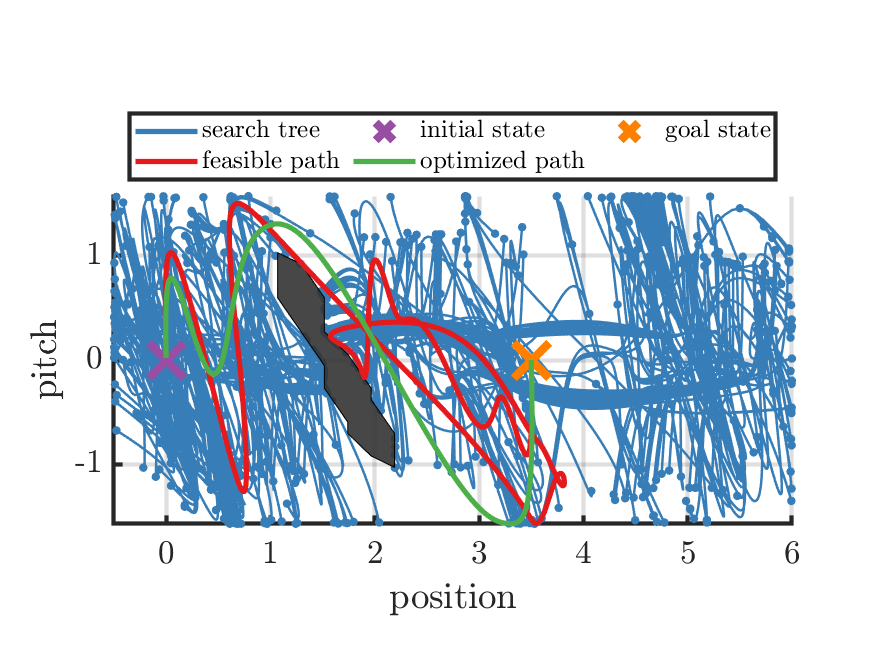 search tree initial state goal state
feasible path optimized path
1
0
-1
pitch
0 1 2 3 4 5 6
position